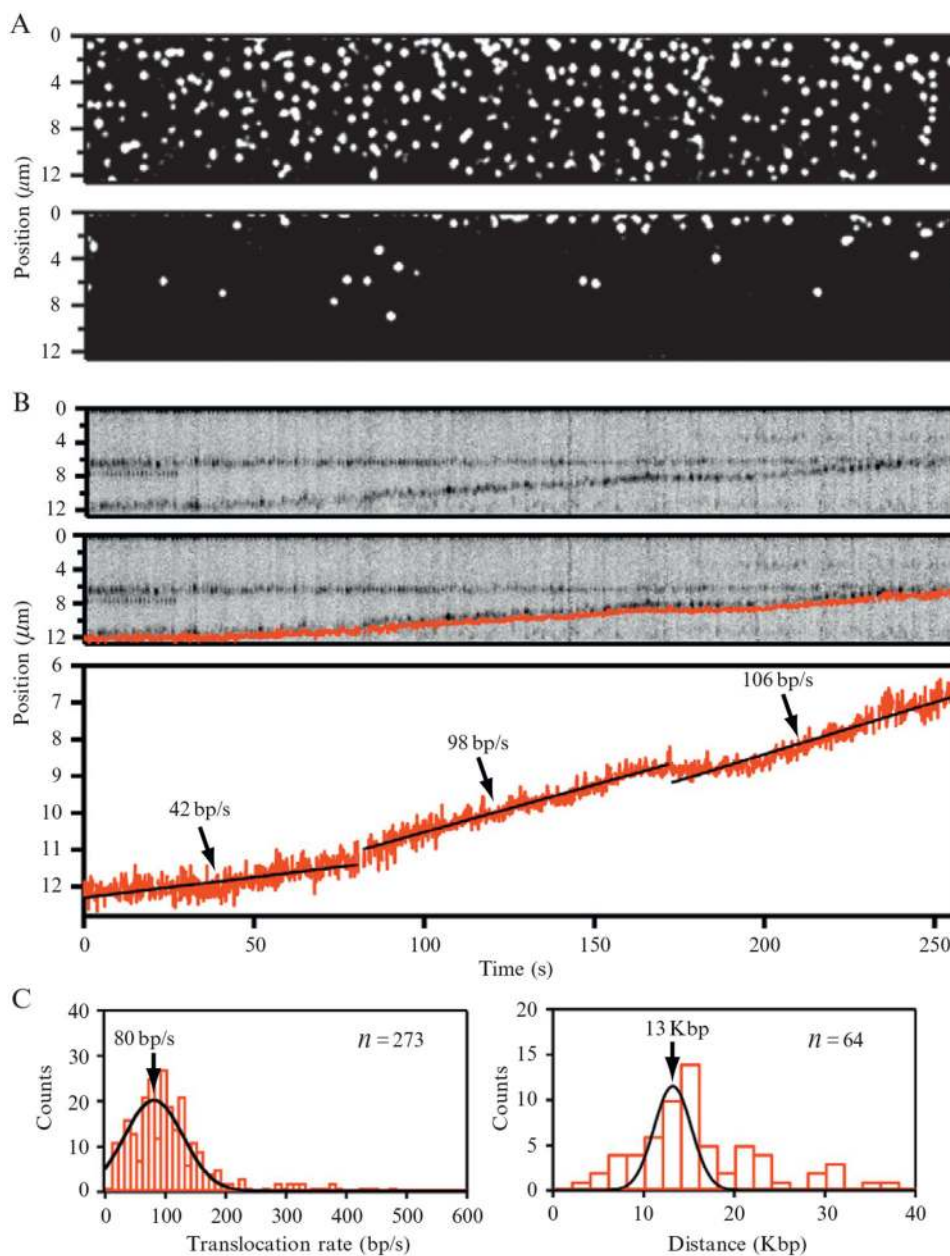 A
0
4
8
12
0
4
8
12
Position (μm)
B
0
4
8
12
0
4
8
12
Position (μm)
6
7
8
9
10
11
12
42 bp/s
98 bp/s
106 bp/s
0 50 100 150 200 250
Time (s)
C
40
30
20
10
0
Counts
80 bp/s
n = 273
0 100 200 300 400 500 600
Translocation rate (bp/s)
20
15
10
5
0
Counts
13 Kbp
n = 64
0 10 20 30 40
Distance (Kbp)